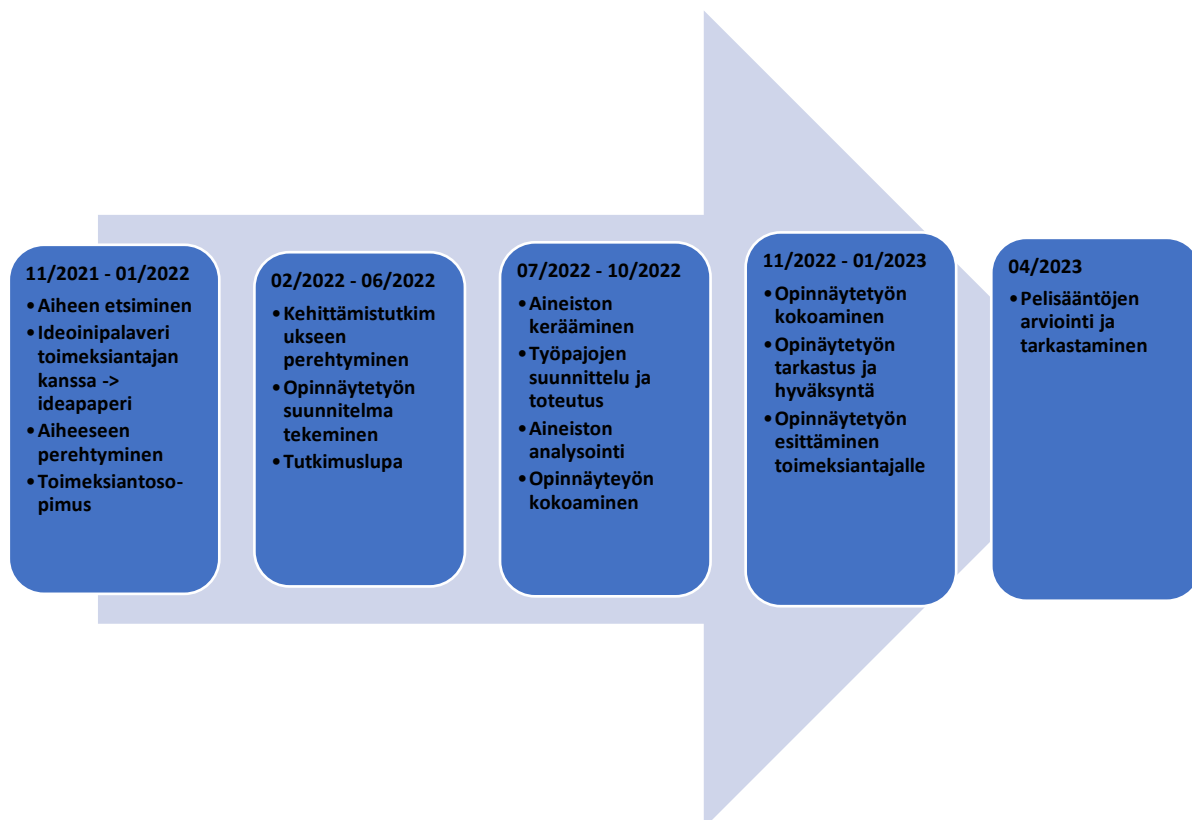 11/2021 - 01/2022
•Aiheen etsiminen
•Ideoinipalaveri
toimeksiantajan
kanssa ->
ideapaperi
•Aiheeseen
perehtyminen
•Toimeksiantoso-
pimus
02/2022 - 06/2022
•Kehittämistutkim
ukseen
perehtyminen
•Opinnäytetyön
suunnitelma
tekeminen
•Tutkimuslupa
07/2022 - 10/2022
•Aineiston
kerääminen
•Työpajojen
suunnittelu ja
toteutus
•Aineiston
analysointi
•Opinnäyteyön
kokoaminen
11/2022 - 01/2023
•Opinnäytetyön
kokoaminen
•Opinäytetyön
tarkastus ja
hyväksyntä
•Opinnäytetyön
esittäminen
toimeksiantajalle
04/2023
•Pelisääntöjen
arviointi ja
tarkastaminen